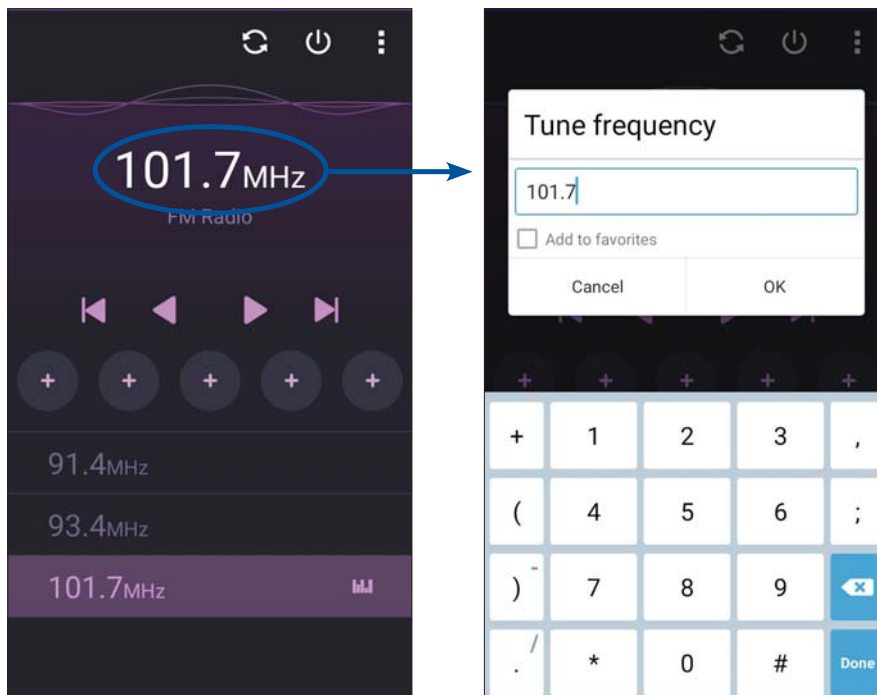 101.7MHz
FM Radio
+ + + + +
91.4MHz
93.4MHz
101.7MHz
Tune frequency
101.7
Add to favorites
Cancel OK
+ + + + +
+ 1 2 3 ,
( 4 5 6 ;
) - 7 8 9
. / * 0 # Done